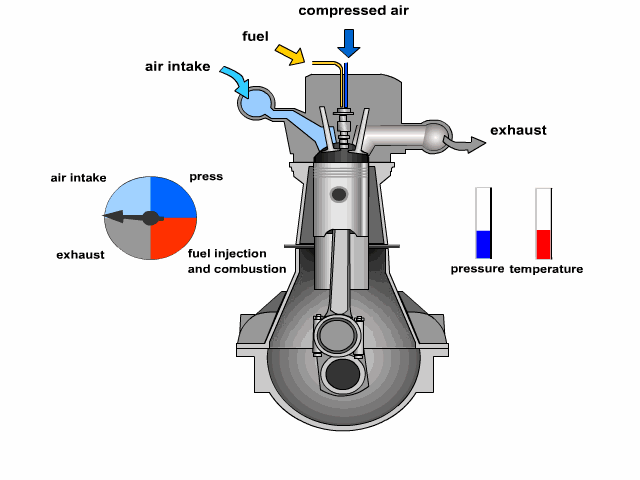 compressed air
fuel
air intake
exhaust
air intake
press
exhaust
fuel injection
and combustion
pressure
temperature